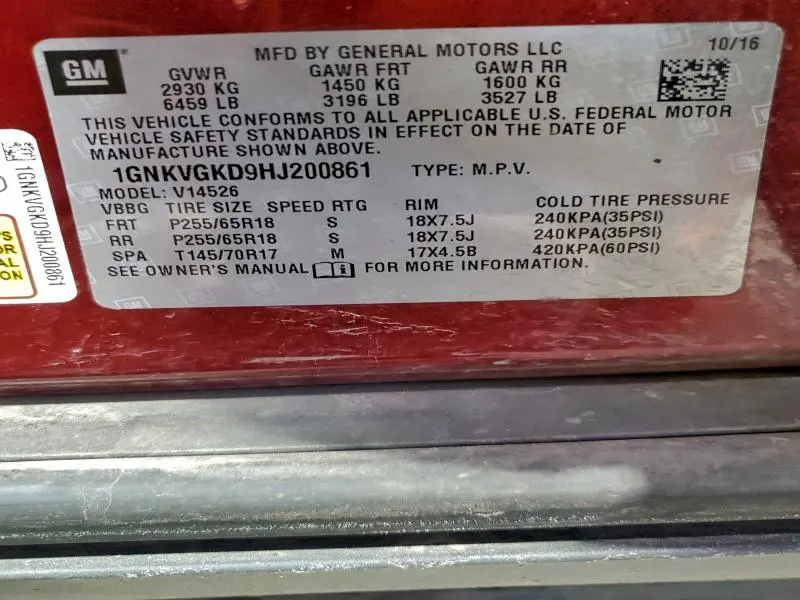 GM
MFD BY GENERAL MOTORS LLC
10/16
GVWR GAWR FRT GAWR RR
2930 KG 1450 KG 1600 KG
6459 LB 3196 LB 3527 LB
THIS VEHICLE CONFORMS TO ALL APPLICABLE U.S. FEDERAL MOTOR
VEHICLE SAFETY STANDARDS IN EFFECT ON THE DATE OF
MANUFACTURE SHOWN ABOVE.
1GNKVGKD9HJ200861 TYPE: M.P.V.
MODEL: V14526
VBBG TIRE SIZE SPEED RTG RIM COLD TIRE PRESSURE
FRT P255/65R18 S 18X7.5J 240KPA(35PSI)
RR P255/65R18 S 18X7.5J 240KPA(35PSI)
SPA T145/70R17 M 17X4.5B 420KPA(60PSI)
SEE OWNER'S MANUAL FOR MORE INFORMATION.
1GNKVGKD9HJ200861